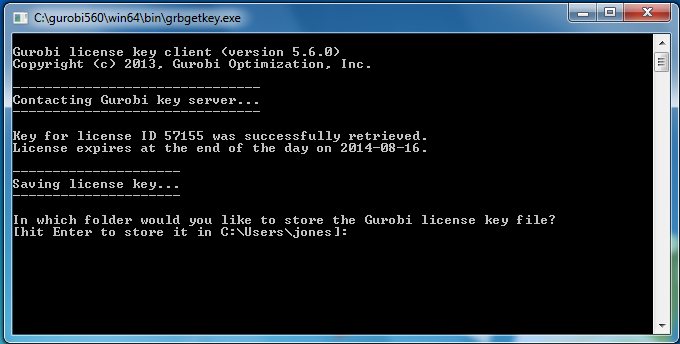 C:\gurobi560\win64\bin\grbgetkey.exe
Gurobi license key client (version 5.6.0)
Copyright (c) 2013, Gurobi Optimization, Inc.
-------------------------------
Contacting Gurobi key server...
-------------------------------
Key for license ID 57155 was successfully retrieved.
License expires at the end of the day on 2014-08-16.
---------------------
Saving license key...
---------------------
In which folder would you like to store the Gurobi license key file?
[hit Enter to store it in C:\Users\jones]: